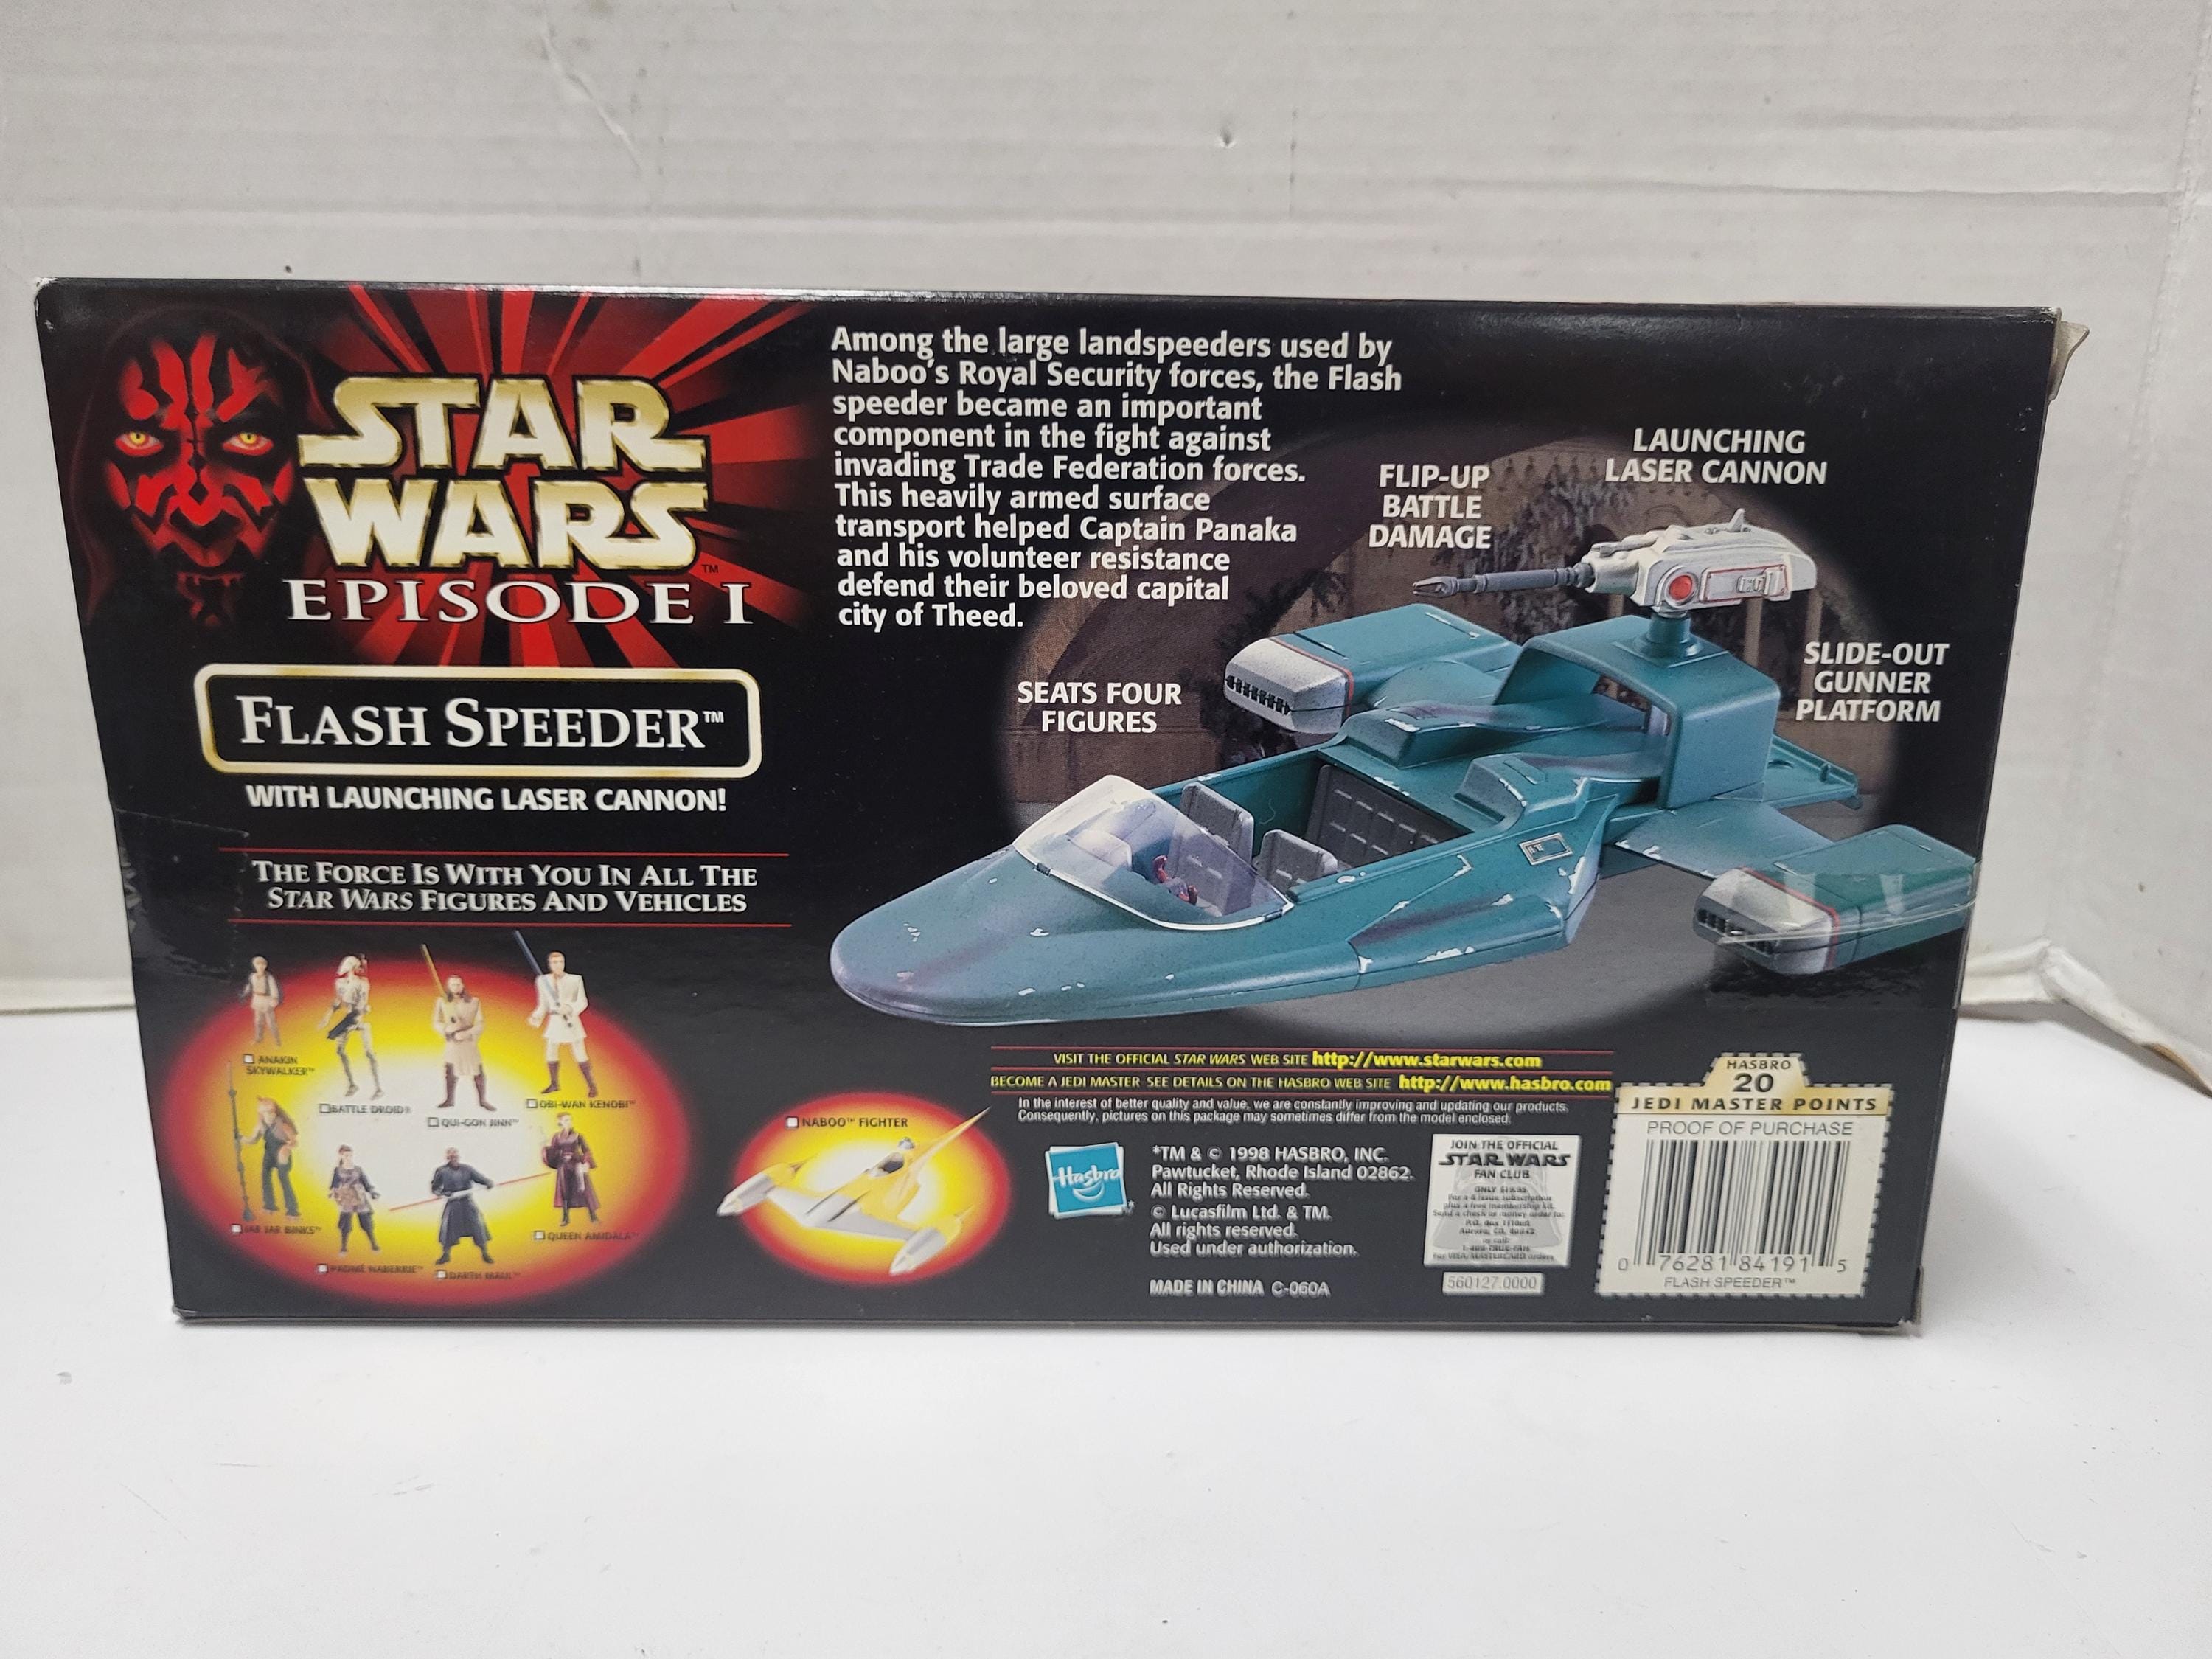 STAR
WARS™
EPISODE I
FLASH SPEEDER™
WITH LAUNCHING LASER CANNON!
THE FORCE IS WITH YOU IN ALL THE
STAR WARS FIGURES AND VEHICLES
ANAKIN
SKYWALKER™
BATTLE DROID®
QUI-GON JINN™
OBI-WAN KENOBI™
JAR JAR BINKS™
PADMÉ NABERRIE™
DARTH MAUL™
QUEEN AMIDALA™
NABOO™ FIGHTER
Among the large landspeeders used by
Naboo's Royal Security forces, the Flash
speeder became an important
component in the fight against
invading Trade Federation forces.
This heavily armed surface
transport helped Captain Panaka
and his volunteer resistance
defend their beloved capital
city of Theed.
SEATS FOUR
FIGURES
FLIP-UP
BATTLE
DAMAGE
LAUNCHING
LASER CANNON
SLIDE-OUT
GUNNER
PLATFORM
VISIT THE OFFICIAL STAR WARS WEB SITE http://www.starwars.com
BECOME A JEDI MASTER SEE DETAILS ON THE HASBRO WEB SITE http://www.hasbro.com
In the interest of better quality and value, we are constantly improving and updating our products.
Consequently, pictures on this package may sometimes differ from the model enclosed.
Hasbro
*TM & © 1998 HASBRO, INC.
Pawtucket, Rhode Island 02862.
All Rights Reserved.
© Lucasfilm Ltd. & TM.
All rights reserved.
Used under authorization.
MADE IN CHINA C-060A
JOIN THE OFFICIAL
STAR WARS
FAN CLUB
560127.0000
HASBRO
20
JEDI MASTER POINTS
PROOF OF PURCHASE
0 76281 84191 5
FLASH SPEEDER™